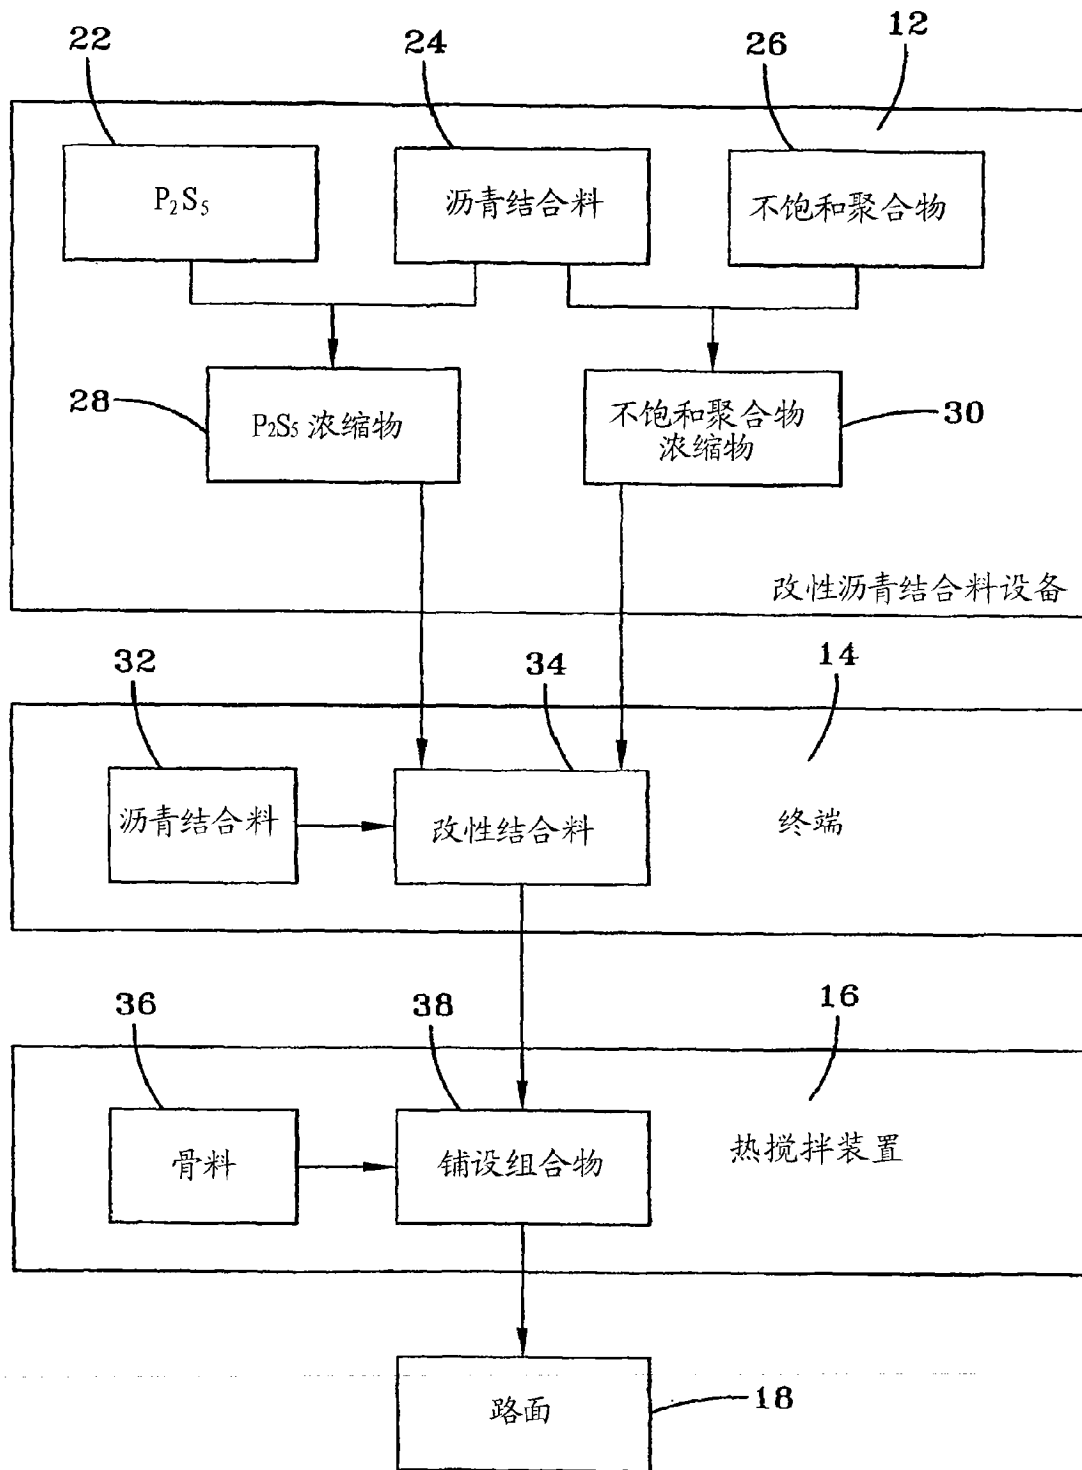 22
24
26
12
P₂S₅
沥青结合料
不饱和聚合物
28
P₂S₅ 浓缩物
不饱和聚合物
浓缩物
30
改性沥青结合料设备
32
34
14
沥青结合料
改性结合料
终端
36
38
16
骨料
铺设组合物
热搅拌装置
路面
18